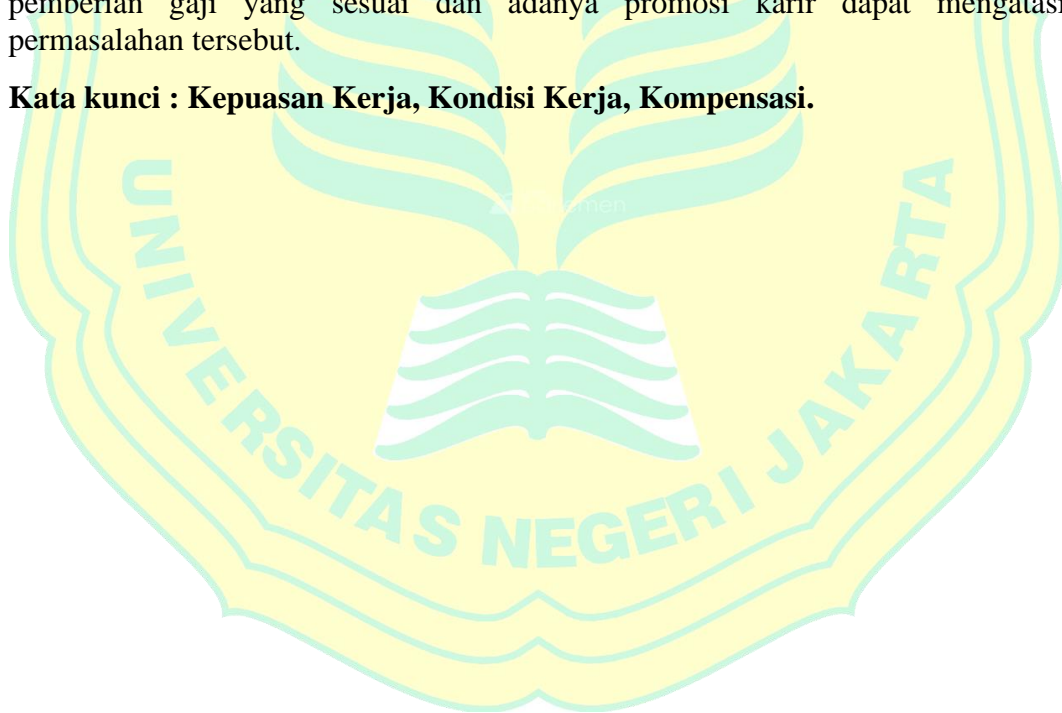 pemberian gaji yang sesuai dan adanya promosi karir dapat mengatasi
permasalahan tersebut.
Kata kunci : Kepuasan Kerja, Kondisi Kerja, Kompensasi.
UNIVERSITAS NEGERI JAKARTA